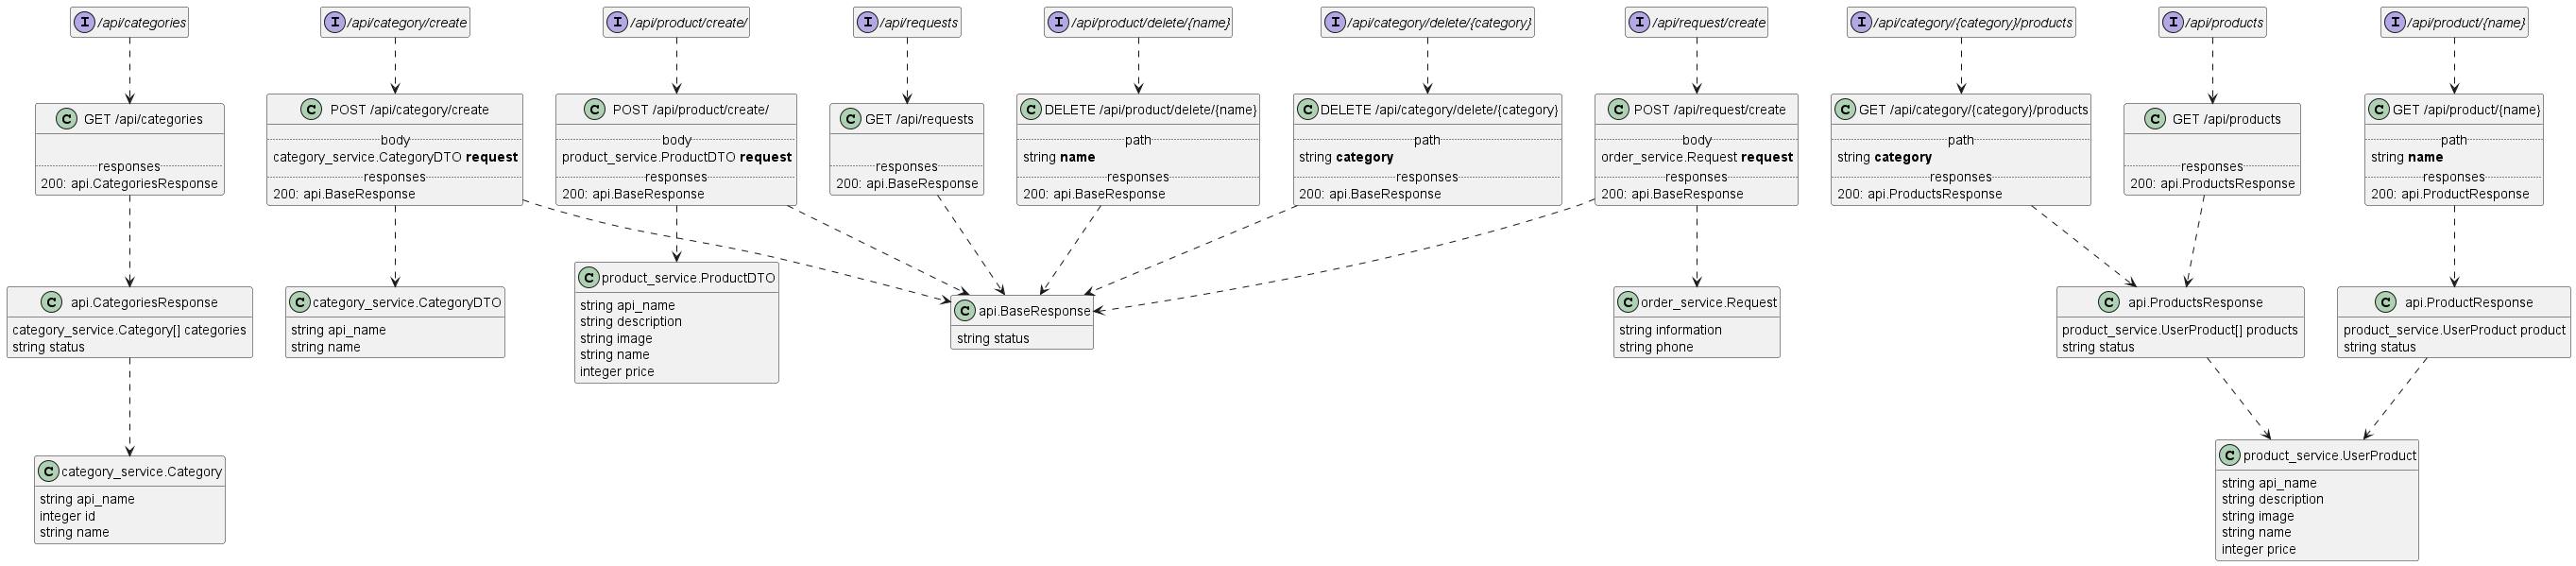 I /api/categories
I /api/category/create
I /api/product/create/
I /api/requests
I /api/product/delete/{name}
I /api/category/delete/{category}
I /api/request/create
I /api/category/{category}/products
I /api/products
I /api/product/{name}
C GET /api/categories
responses
200: api.CategoriesResponse
C POST /api/category/create
body
category_service.CategoryDTO request
responses
200: api.BaseResponse
C POST /api/product/create/
body
product_service.ProductDTO request
responses
200: api.BaseResponse
C GET /api/requests
responses
200: api.BaseResponse
C DELETE /api/product/delete/{name}
path
string name
responses
200: api.BaseResponse
C DELETE /api/category/delete/{category}
path
string category
responses
200: api.BaseResponse
C POST /api/request/create
body
order_service.Request request
responses
200: api.BaseResponse
C GET /api/category/{category}/products
path
string category
responses
200: api.ProductsResponse
C GET /api/products
responses
200: api.ProductsResponse
C GET /api/product/{name}
path
string name
responses
200: api.ProductResponse
C api.CategoriesResponse
category_service.Category[] categories
string status
C category_service.CategoryDTO
string api_name
string name
C product_service.ProductDTO
string api_name
string description
string image
string name
integer price
C api.BaseResponse
string status
C order_service.Request
string information
string phone
C api.ProductsResponse
product_service.UserProduct[] products
string status
C api.ProductResponse
product_service.UserProduct product
string status
C category_service.Category
string api_name
integer id
string name
C product_service.UserProduct
string api_name
string description
string image
string name
integer price